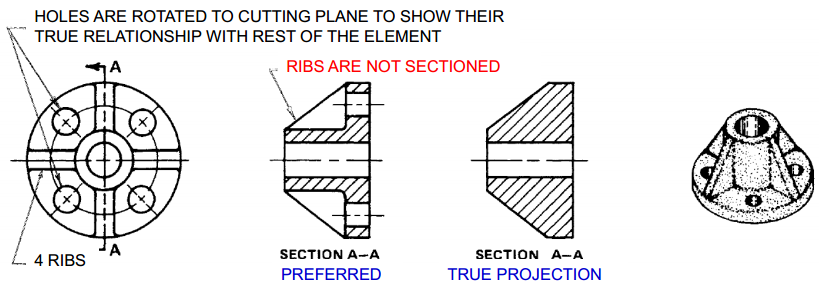 HOLES ARE ROTATED TO CUTTING PLANE TO SHOW THEIR
TRUE RELATIONSHIP WITH REST OF THE ELEMENT
A
RIBS ARE NOT SECTIONED
A
4 RIBS
SECTION A–A
PREFERRED
SECTION A–A
TRUE PROJECTION